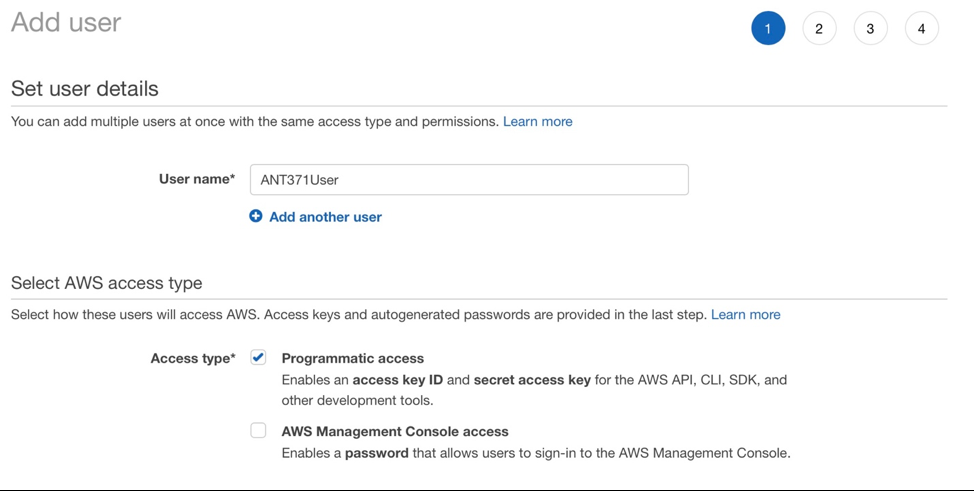 Add user
1 2 3 4
Set user details
You can add multiple users at once with the same access type and permissions. Learn more
User name* ANT371User
Add another user
Select AWS access type
Select how these users will access AWS. Access keys and autogenerated passwords are provided in the last step. Learn more
Access type* Programmatic access
Enables an access key ID and secret access key for the AWS API, CLI, SDK, and
other development tools.
AWS Management Console access
Enables a password that allows users to sign-in to the AWS Management Console.